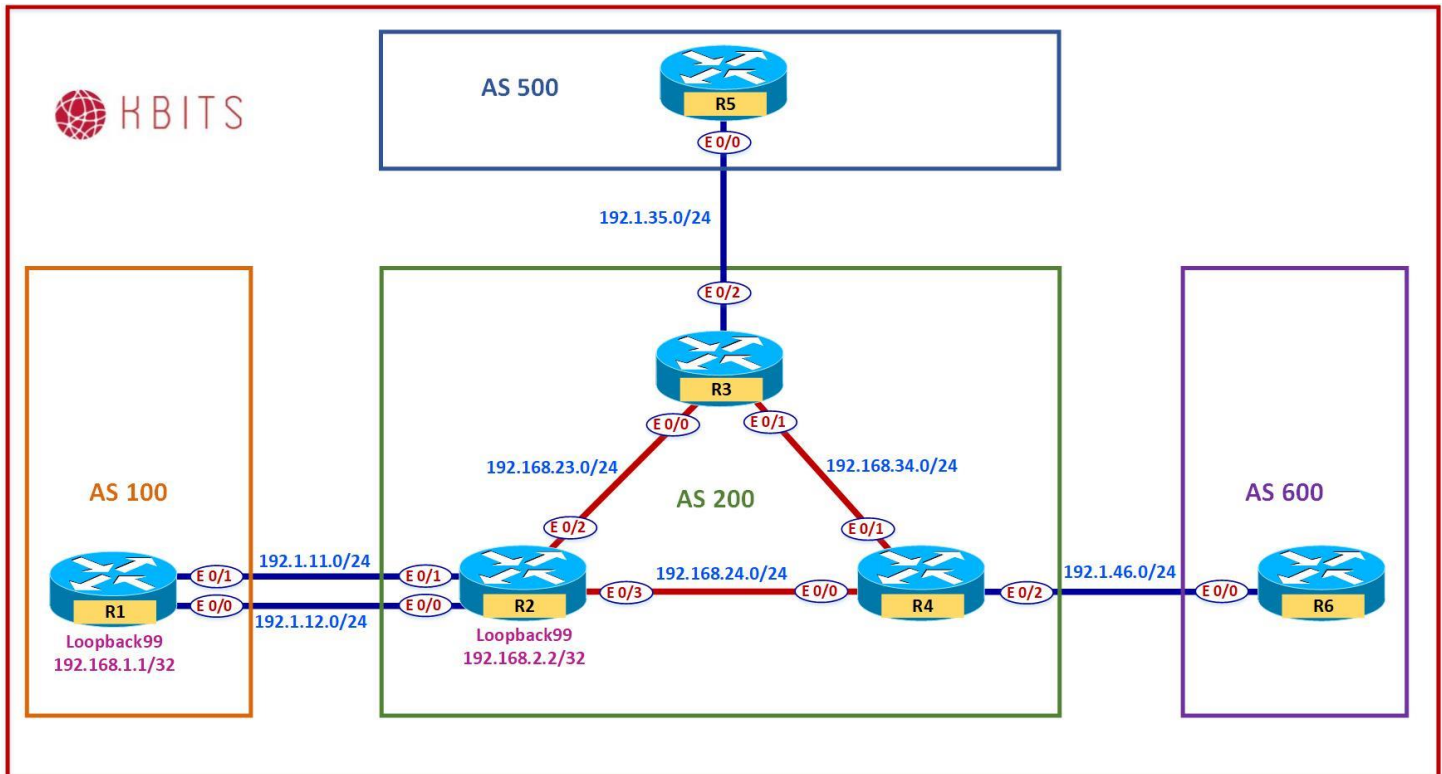 KBITS
AS 500
R5
E 0/0
192.1.35.0/24
E 0/2
R3
E 0/0
E 0/1
192.168.23.0/24
192.168.34.0/24
AS 100
AS 200
AS 600
E 0/2
E 0/1
192.1.11.0/24
192.168.24.0/24
192.1.46.0/24
E 0/1
E 0/1
E 0/3
E 0/0
E 0/2
E 0/0
E 0/0
E 0/0
R1
R2
R4
R6
192.1.12.0/24
Loopback99
192.168.1.1/32
Loopback99
192.168.2.2/32